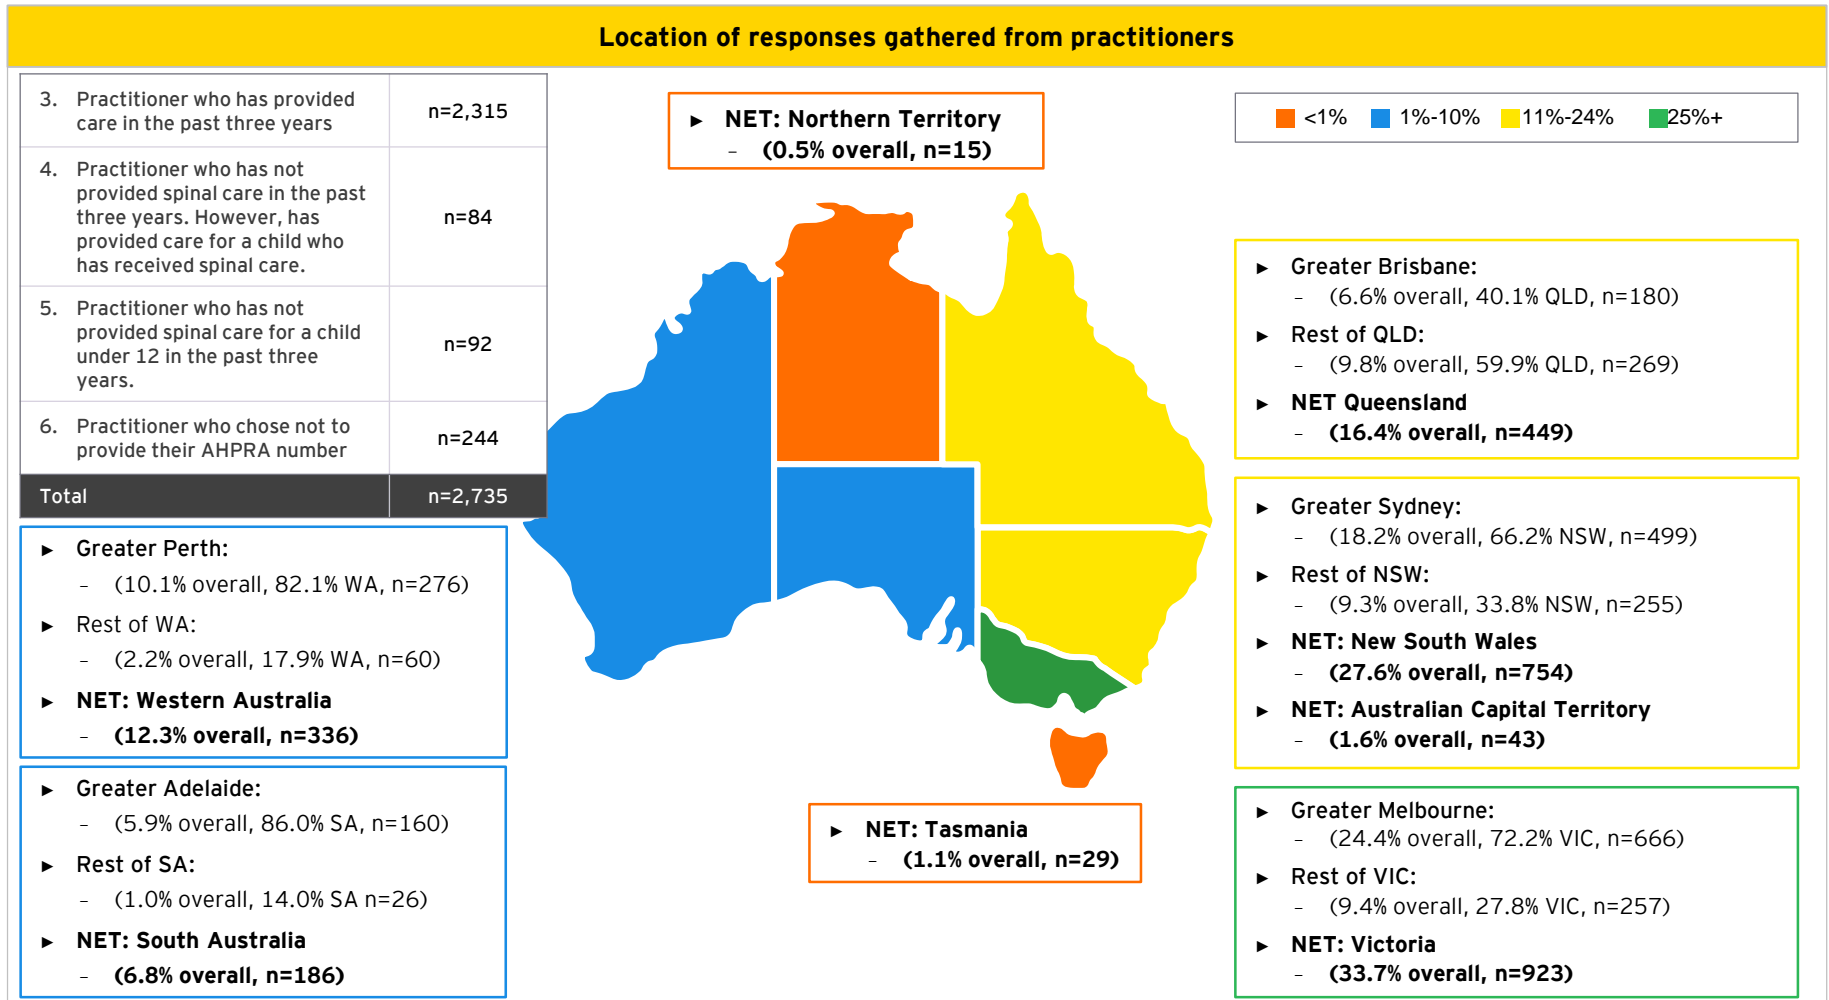 Location of responses gathered from practitioners
3. Practitioner who has provided
care in the past three years
n=2,315
4. Practitioner who has not
provided spinal care in the past
three years. However, has
provided care for a child who
has received spinal care.
n=84
5. Practitioner who has not
provided spinal care for a child
under 12 in the past three
years.
n=92
6. Practitioner who chose not to
provide their AHPRA number
n=244
Total n=2,735
► NET: Northern Territory
- (0.5% overall, n=15)
<1% 1%-10% 11%-24% 25%+
► Greater Perth:
- (10.1% overall, 82.1% WA, n=276)
► Rest of WA:
- (2.2% overall, 17.9% WA, n=60)
► NET: Western Australia
- (12.3% overall, n=336)
► Greater Adelaide:
- (5.9% overall, 86.0% SA, n=160)
► Rest of SA:
- (1.0% overall, 14.0% SA n=26)
► NET: South Australia
- (6.8% overall, n=186)
► NET: Tasmania
- (1.1% overall, n=29)
► Greater Brisbane:
- (6.6% overall, 40.1% QLD, n=180)
► Rest of QLD:
- (9.8% overall, 59.9% QLD, n=269)
► NET Queensland
- (16.4% overall, n=449)
► Greater Sydney:
- (18.2% overall, 66.2% NSW, n=499)
► Rest of NSW:
- (9.3% overall, 33.8% NSW, n=255)
► NET: New South Wales
- (27.6% overall, n=754)
► NET: Australian Capital Territory
- (1.6% overall, n=43)
► Greater Melbourne:
- (24.4% overall, 72.2% VIC, n=666)
► Rest of VIC:
- (9.4% overall, 27.8% VIC, n=257)
► NET: Victoria
- (33.7% overall, n=923)